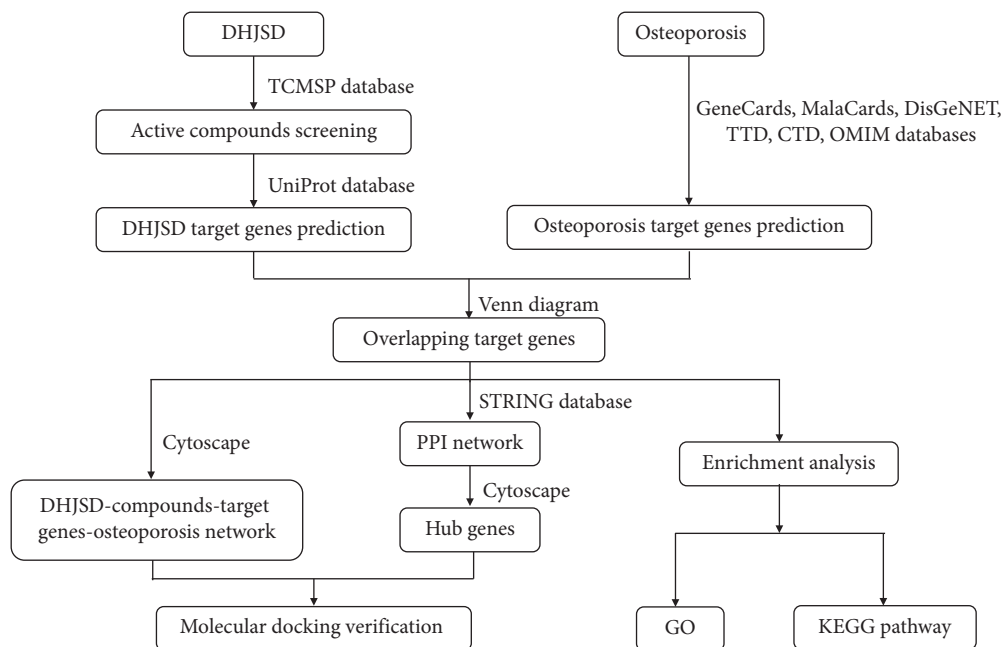 DHJSD
Osteoporosis
TCMSP database
GeneCards, MalaCards, DisGeNET,
TTD, CTD, OMIM databases
Active compounds screening
UniProt database
DHJSD target genes prediction
Osteoporosis target genes prediction
Venn diagram
Overlapping target genes
STRING database
Cytoscape
PPI network
Enrichment analysis
Cytoscape
DHJSD-compounds-target
genes-osteoporosis network
Hub genes
Molecular docking verification
GO
KEGG pathway